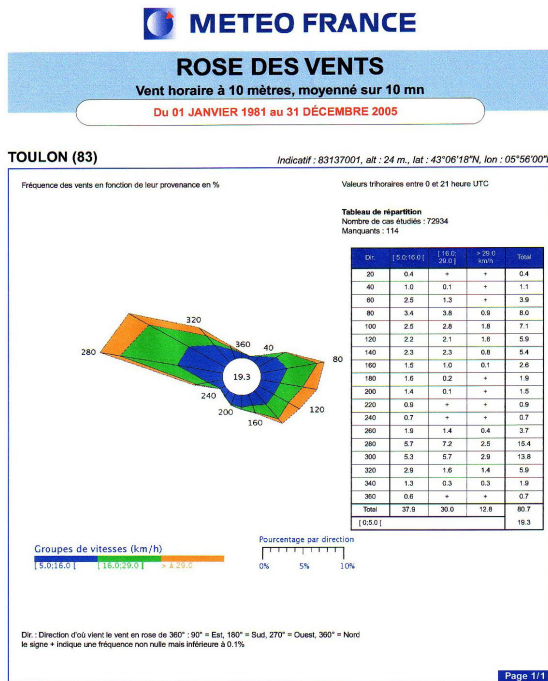 METEO FRANCE
ROSE DES VENTS
Vent horaire à 10 mètres, moyenné sur 10 mn
Du 01 JANVIER 1981 au 31 DÉCEMBRE 2005
TOULON (83)
Indicatif : 83137001, alt : 24 m., lat : 43°06'18"N, lon : 05°56'00"E
Fréquence des vents en fonction de leur provenance en %
Valeurs trihoraires entre 0 et 21 heure UTC
Tableau de répartition
Nombre de cas étudiés : 72934
Manquants : 114
Dir. [ 5.0;16.0 [ [ 16.0; 29.0 ] > 29.0 km/h Total
20 0.4 + + 0.4
40 1.0 0.1 + 1.1
60 2.5 1.3 + 3.9
80 3.4 3.8 0.9 8.0
100 2.5 2.8 1.8 7.1
120 2.2 2.1 1.6 5.9
140 2.3 2.3 0.8 5.4
160 1.5 1.0 0.1 2.6
180 1.6 0.2 + 1.9
200 1.4 0.1 + 1.5
220 0.9 + + 0.9
240 0.7 + + 0.7
260 1.9 1.4 0.4 3.7
280 5.7 7.2 2.5 15.4
300 5.3 5.7 2.9 13.8
320 2.9 1.6 1.4 5.9
340 1.3 0.3 0.3 1.9
360 0.6 + + 0.7
Total 37.9 30.0 12.8 80.7
[ 0;5.0 [ 19.3
320
360
40
280
80
19.3
240
120
200
160
Groupes de vitesses (km/h)
[ 5.0;16.0 [ [ 16.0;29.0 [ > à 29.0
Pourcentage par direction
0% 5% 10%
Dir. : Direction d'où vient le vent en rose de 360° : 90° = Est, 180° = Sud, 270° = Ouest, 360° = Nord
le signe + indique une fréquence non nulle mais inférieure à 0.1%
Page 1/1